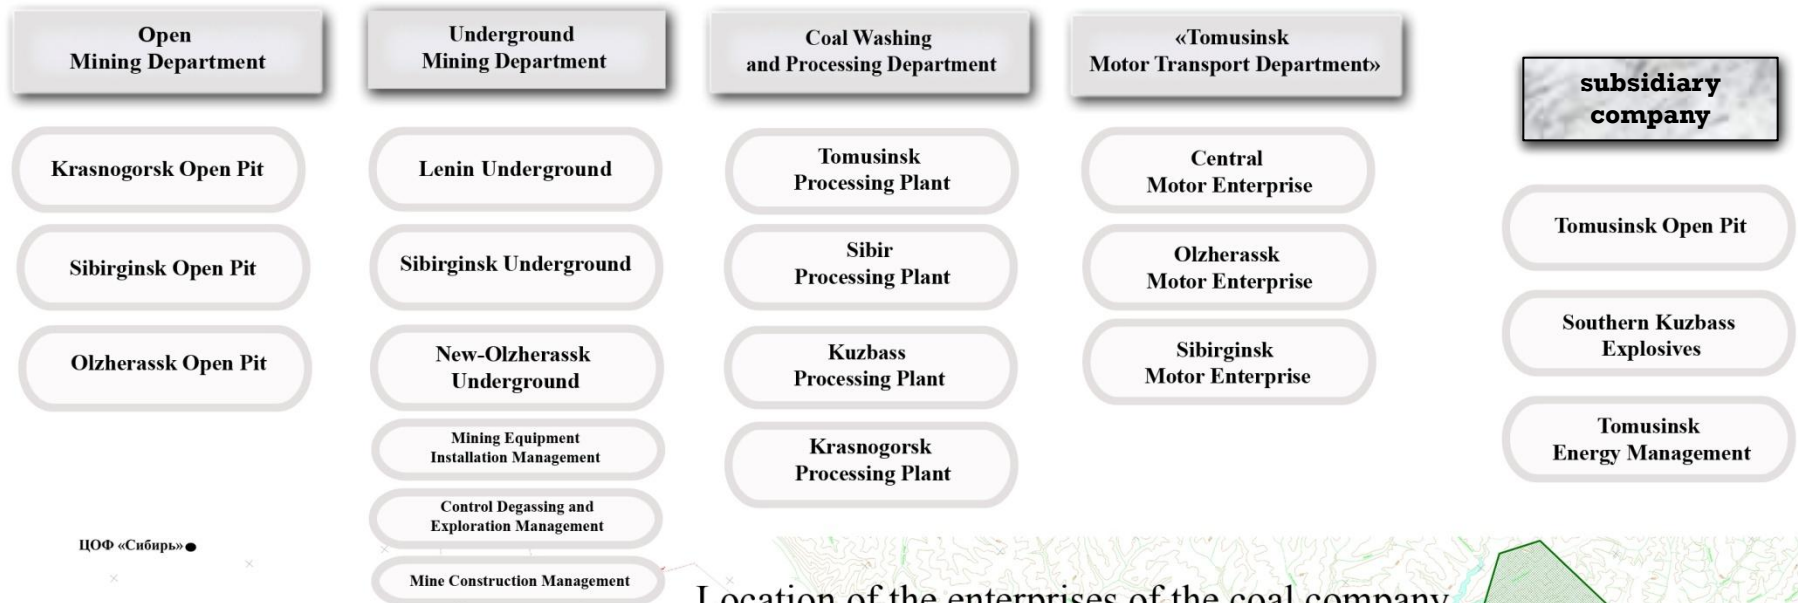 Open
Mining Department
Krasnogorsk Open Pit
Sibirginsk Open Pit
Olzherassk Open Pit
Underground
Mining Department
Lenin Underground
Sibirginsk Underground
New-Olzherassk
Underground
Mining Equipment
Installation Management
Control Degassing and
Exploration Management
Mine Construction Management
Coal Washing
and Processing Department
Tomusinsk
Processing Plant
Sibir
Processing Plant
Kuzbass
Processing Plant
Krasnogorsk
Processing Plant
«Tomusinsk
Motor Transport Department»
Central
Motor Enterprise
Olzherassk
Motor Enterprise
Sibirginsk
Motor Enterprise
subsidiary
company
Tomusinsk Open Pit
Southern Kuzbass
Explosives
Tomusinsk
Energy Management
ЦОФ «Сибирь»
Location of the enterprises of the coal company